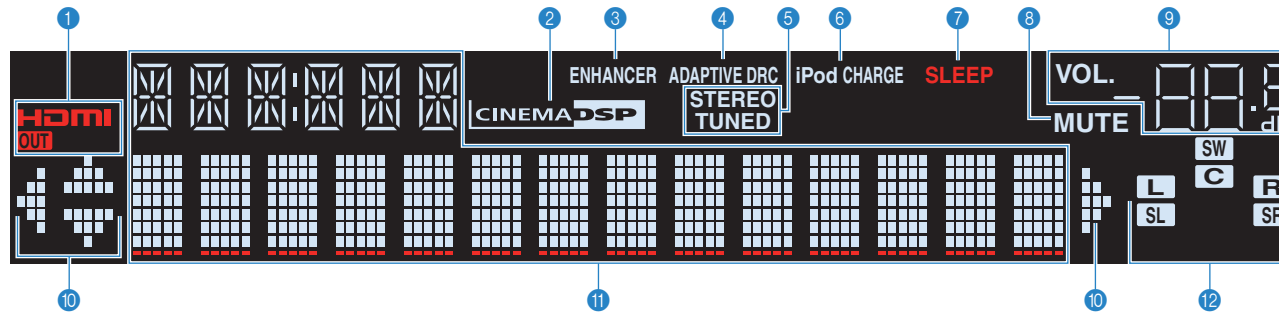 1 2 3 4 5 6 7 8 9
ENHANCER ADAPTIVE DRC iPod CHARGE SLEEP VOL.
HDMI
OUT
CINEMA DSP
STEREO
TUNED
MUTE
SW
C
L
SL
10 11 10 12